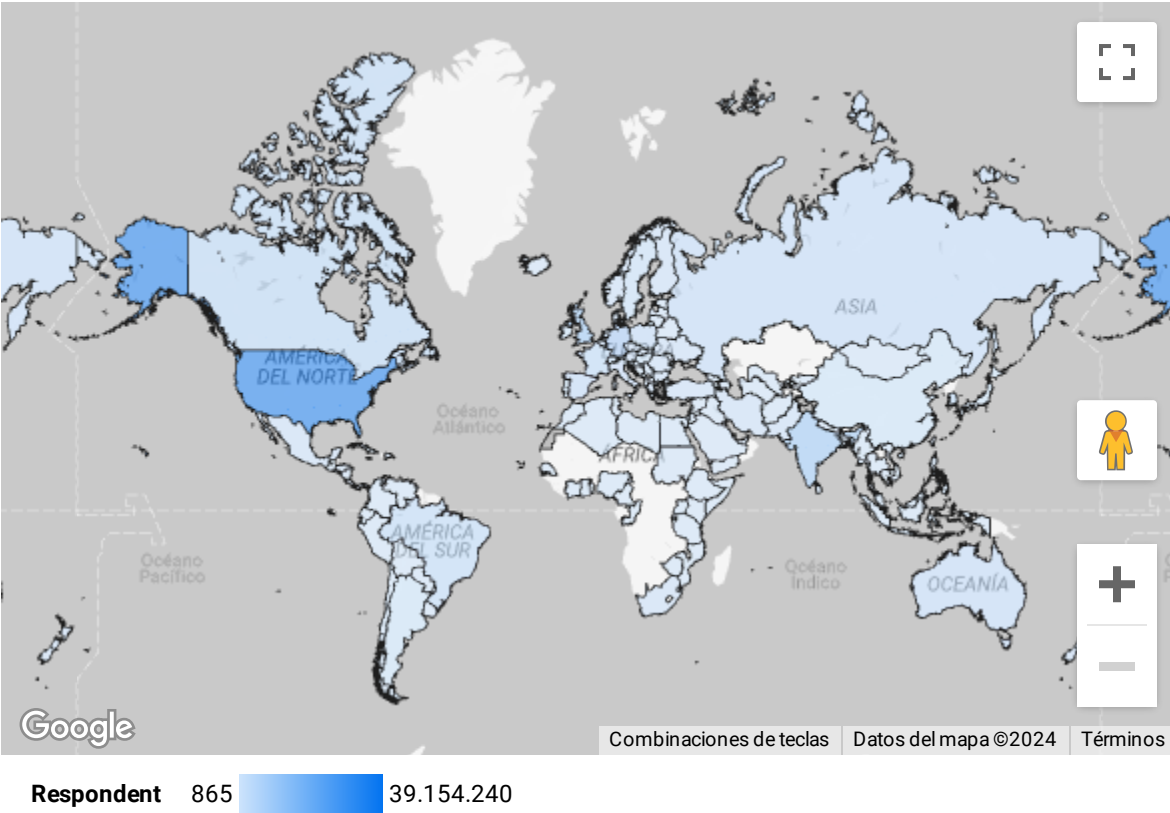 ASIA
AMÉRICA
DEL NORTE
Océano
Atlántico
ÁFRICA
AMÉRICA
DEL SUR
Océano
Pacífico
Océano
Índico
OCEANÍA
Google
Combinaciones de teclas
Datos del mapa ©2024
Términos
Respondent 865 39.154.240